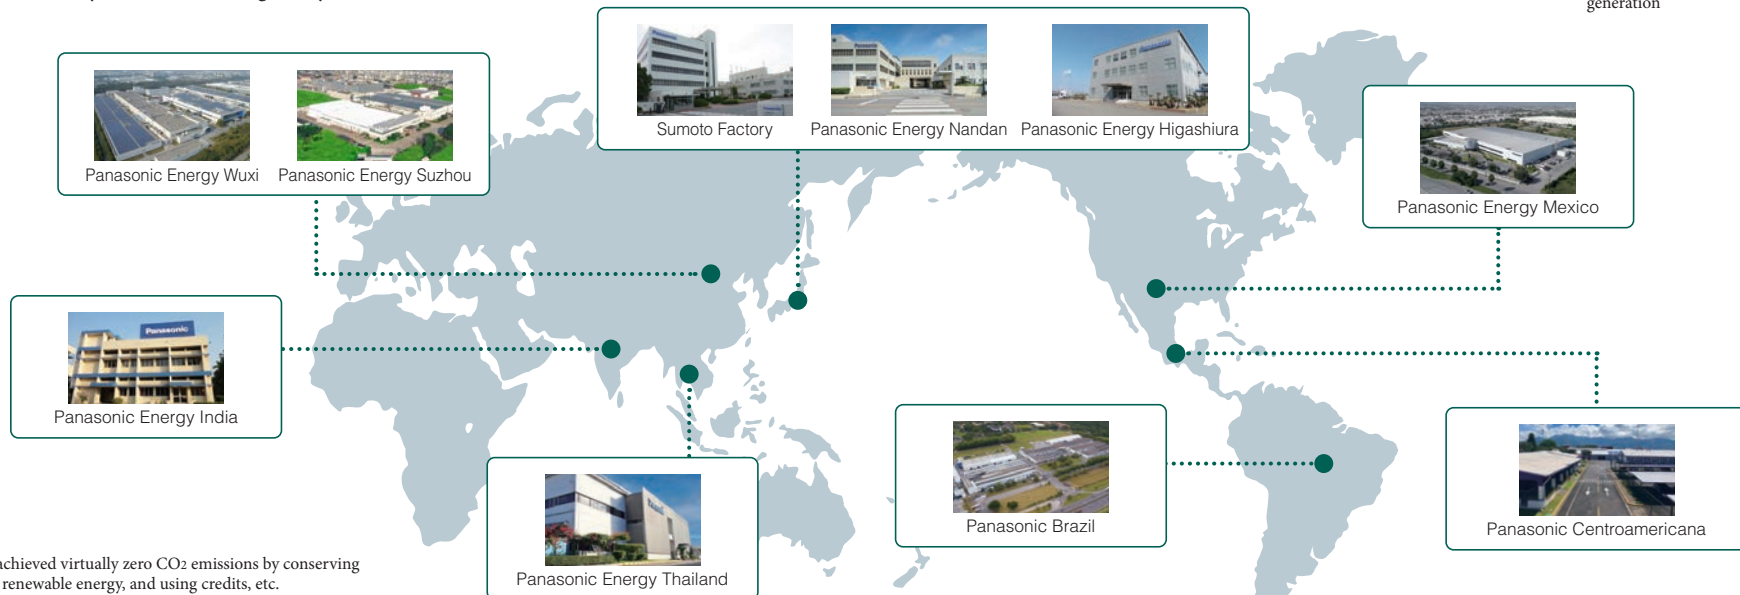 generation
Sumoto Factory
Panasonic Energy Nandan
Panasonic Energy Higashiura
Panasonic Energy Wuxi
Panasonic Energy Suzhou
Panasonic Energy Mexico
Panasonic
Panasonic Energy India
Panasonic Brazil
Panasonic Centroamericana
Panasonic Energy Thailand
achieved virtually zero CO2 emissions by conserving
renewable energy, and using credits, etc.